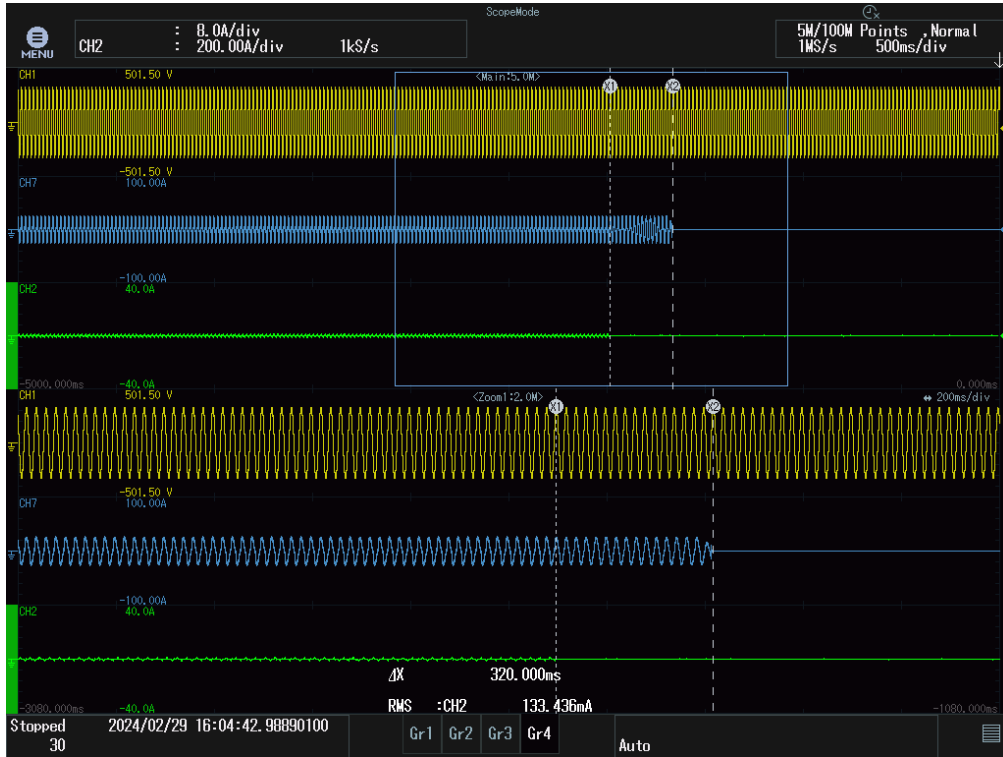 ScopeMode
MENU
CH2 : 8.0A/div
: 200.00A/div 1kS/s
5M/100M Points ,Normal
1MS/s 500ms/div
CH1 501.50 V
<Main:5.0M>
X1 X2
-501.50 V
CH7 100.00A
-100.00A
CH2 40.0A
-5000.000ms -40.0A 0.000ms
CH1 501.50 V <Zoom1:2.0M> ⇔ 200ms/div
X1 X2
-501.50 V
CH7 100.00A
-100.00A
CH2 40.0A
ΔX 320.000ms
RMS :CH2 133.436mA
-3080.000ms -40.0A -1080.000ms
Stopped 2024/02/29 16:04:42.98890100
30
Gr1 Gr2 Gr3 Gr4
Auto